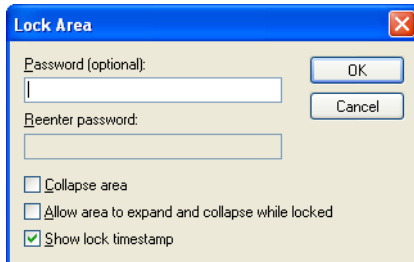 Lock Area
Password (optional):
OK
Cancel
Reenter password:
Collapse area
Allow area to expand and collapse while locked
Show lock timestamp